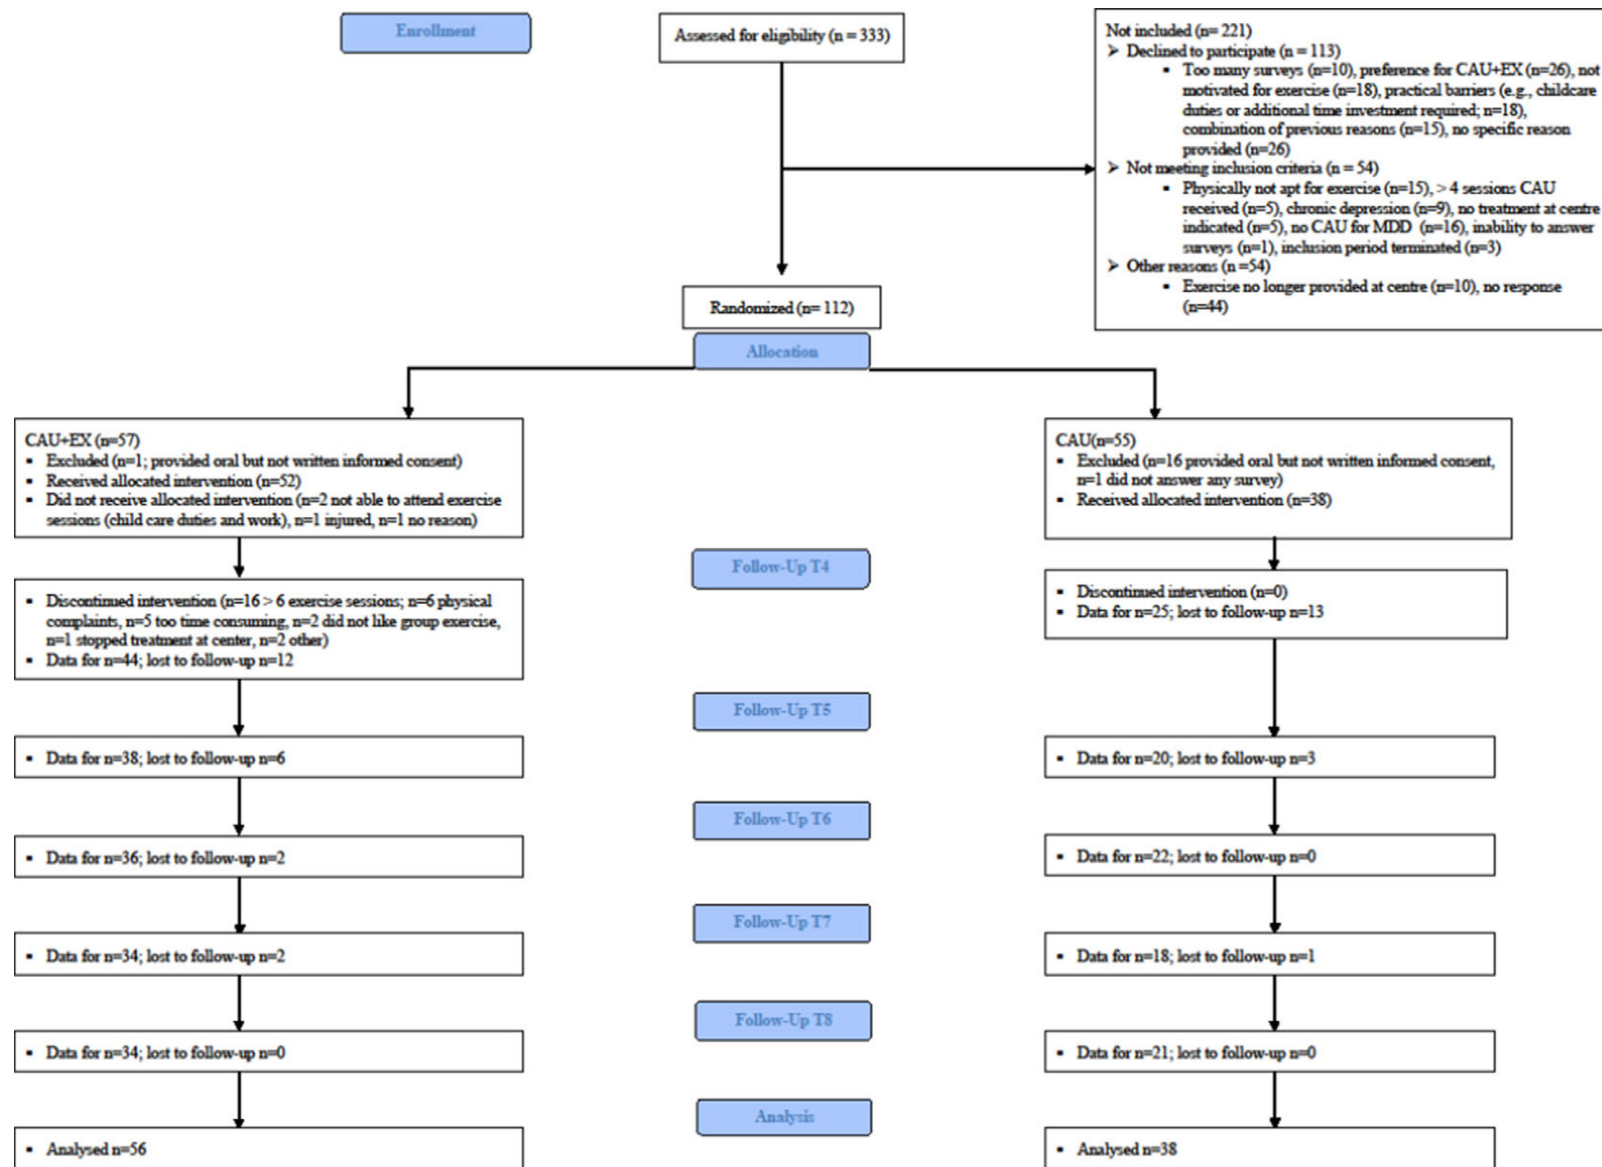 Enrollment
Assessed for eligibility (n = 333)
Not included (n= 221)
➢ Declined to participate (n = 113)
▪ Too many surveys (n=10), preference for CAU+EX (n=26), not
motivated for exercise (n=18), practical barriers (e.g., childcare
duties or additional time investment required; n=18),
combination of previous reasons (n=15), no specific reason
provided (n=26)
➢ Not meeting inclusion criteria (n = 54)
▪ Physically not apt for exercise (n=15), > 4 sessions CAU
received (n=5), chronic depression (n=9), no treatment at centre
indicated (n=5), no CAU for MDD (n=16), inability to answer
surveys (n=1), inclusion period terminated (n=3)
➢ Other reasons (n =54)
▪ Exercise no longer provided at centre (n=10), no response
(n=44)
Randomized (n= 112)
Allocation
CAU+EX (n=57)
▪ Excluded (n=1; provided oral but not written informed consent)
▪ Received allocated intervention (n=52)
▪ Did not receive allocated intervention (n=2 not able to attend exercise
sessions (child care duties and work), n=1 injured, n=1 no reason)
CAU(n=55)
▪ Excluded (n=16 provided oral but not written informed consent,
n=1 did not answer any survey)
▪ Received allocated intervention (n=38)
Follow-Up T4
▪ Discontinued intervention (n=16 > 6 exercise sessions; n=6 physical
complaints, n=5 too time consuming, n=2 did not like group exercise,
n=1 stopped treatment at center, n=2 other)
▪ Data for n=44; lost to follow-up n=12
▪ Discontinued intervention (n=0)
▪ Data for n=25; lost to follow-up n=13
Follow-Up T5
▪ Data for n=38; lost to follow-up n=6
▪ Data for n=20; lost to follow-up n=3
Follow-Up T6
▪ Data for n=36; lost to follow-up n=2
▪ Data for n=22; lost to follow-up n=0
Follow-Up T7
▪ Data for n=34; lost to follow-up n=2
▪ Data for n=18; lost to follow-up n=1
Follow-Up T8
▪ Data for n=34; lost to follow-up n=0
▪ Data for n=21; lost to follow-up n=0
Analysis
▪ Analysed n=56
▪ Analysed n=38